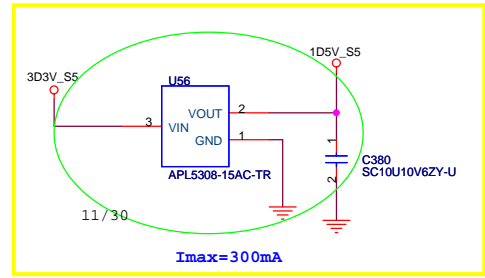 1D5V_S5
3D3V_S5
U56
VOUT
2
3
VIN
GND
1
1
C380
SC10U10V6ZY-U
2
APL5308-15AC-TR
11/30
Imax=300mA